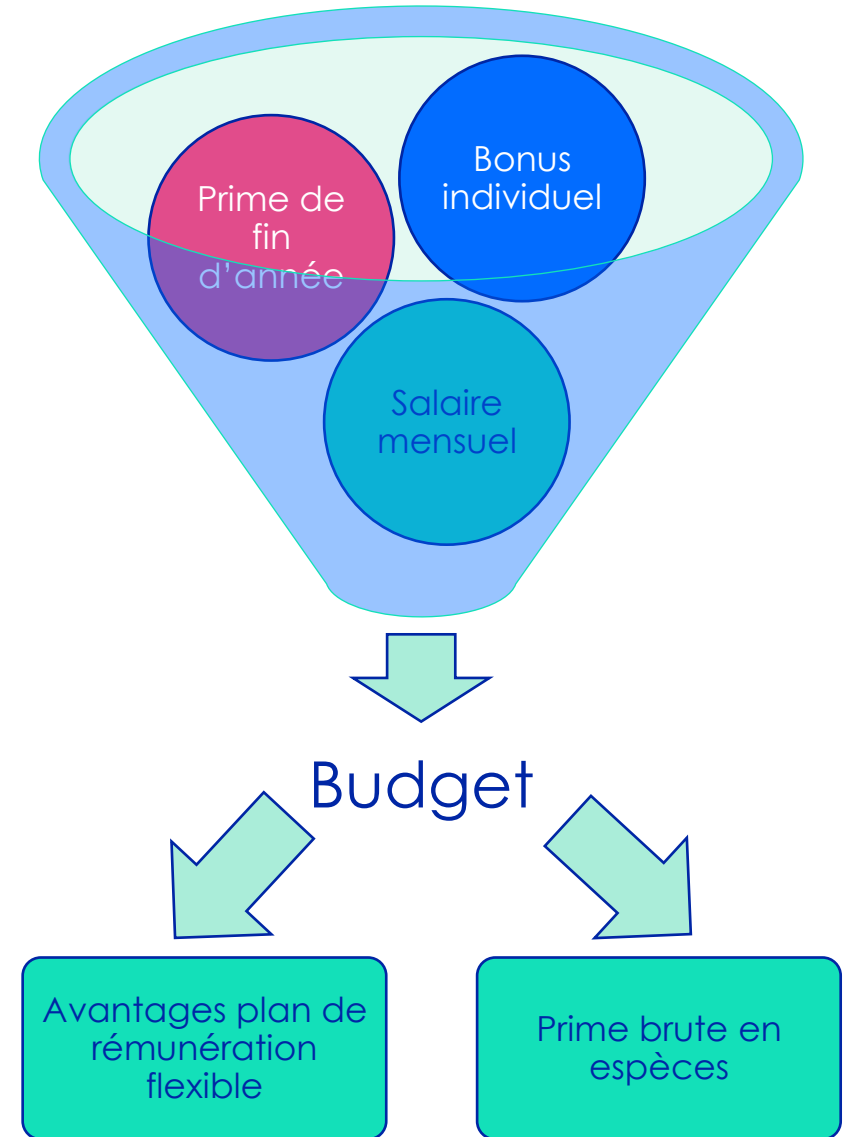 Bonus
individuel
Prime de
fin
d'année
Salaire
mensuel
Budget
Avantages plan de
rémunération
flexible
Prime brute en
espèces